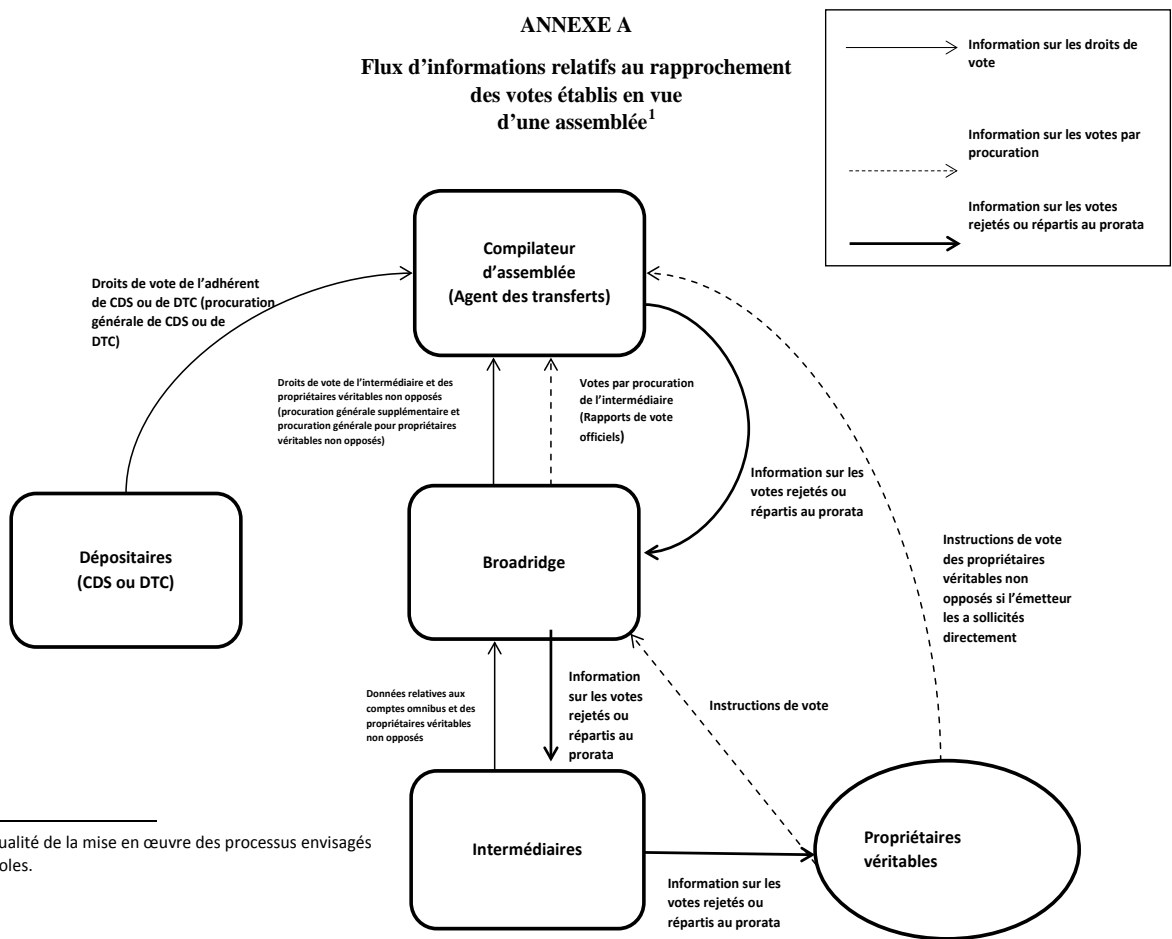 ANNEXE A
Flux d'informations relatifs au rapprochement
des votes établis en vue
d'une assemblée1
Information sur les droits de
vote
Information sur les votes par
procuration
Information sur les votes
rejetés ou répartis au prorata
Compilateur
d'assemblée
(Agent des transferts)
Droits de vote de l'adhérent
de CDS ou de DTC (procuration
générale de CDS ou de
DTC)
Droits de vote de l'intermédiaire et des
propriétaires véritables non opposés
(procuration générale supplémentaire et
procuration générale pour propriétaires
véritables non opposés)
Votes par procuration
de l'intermédiaire
(Rapports de vote
officiels)
Information sur les
votes rejetés ou
répartis au prorata
Dépositaires
(CDS ou DTC)
Broadridge
Instructions de vote
des propriétaires
véritables non
opposés si l'émetteur
les a sollicités
directement
Données relatives aux
comptes omnibus et des
propriétaires véritables
non opposés
Information
sur les votes
rejetés ou
répartis au
prorata
Instructions de vote
Intermédiaires
Propriétaires
véritables
Information sur les
votes rejetés ou
répartis au prorata
ualité de la mise en œuvre des processus envisagés
oles.